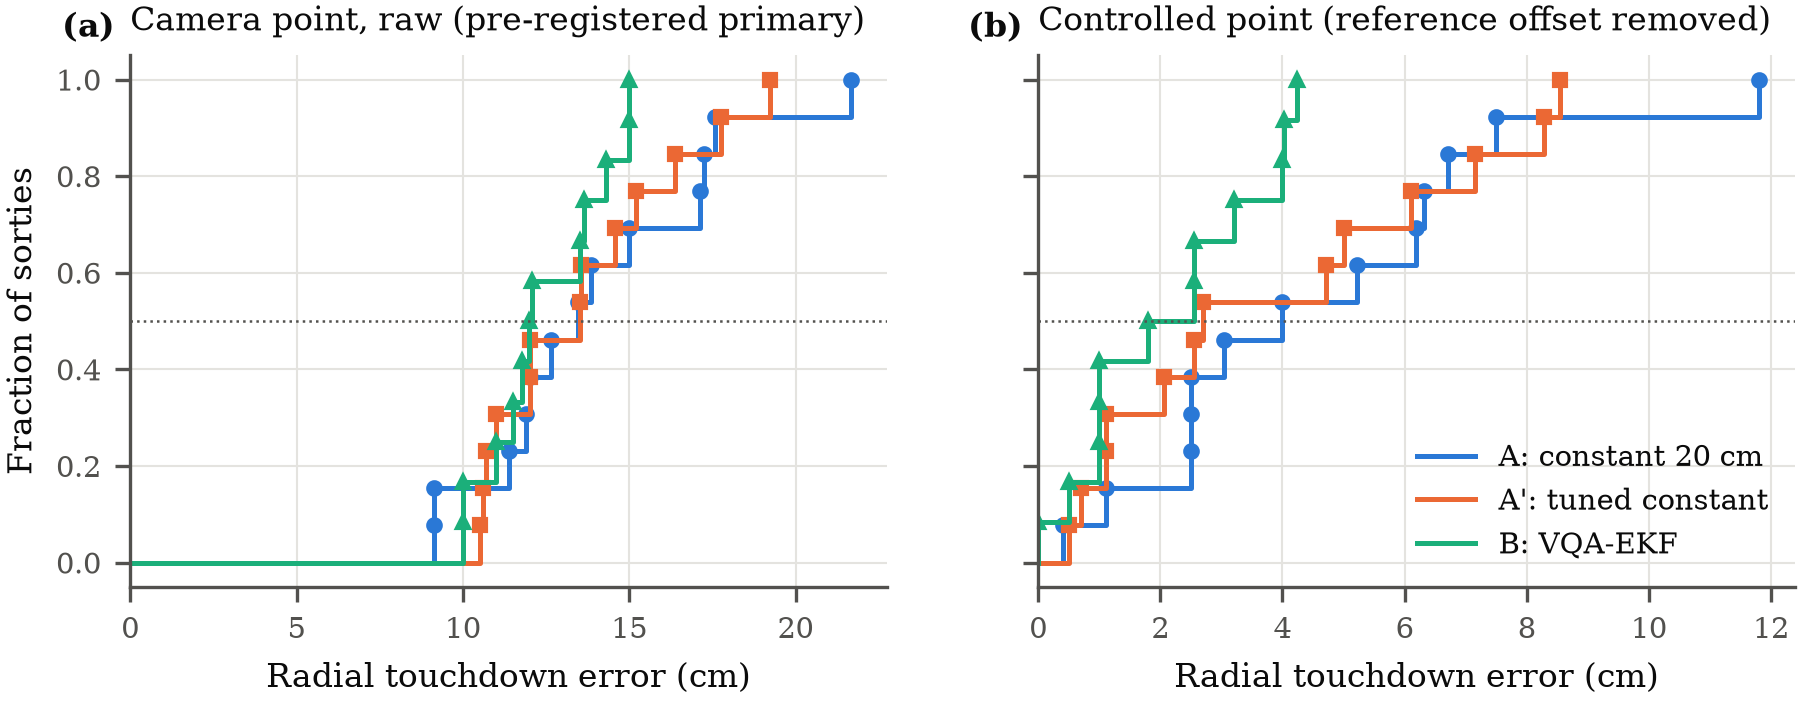 (a) Camera point, raw (pre-registered primary)
(b) Controlled point (reference offset removed)
Fraction of sorties
1.0
0.8
0.6
0.4
0.2
0.0
0 5 10 15 20
Radial touchdown error (cm)
A: constant 20 cm
A': tuned constant
B: VQA-EKF
0 2 4 6 8 10 12
Radial touchdown error (cm)